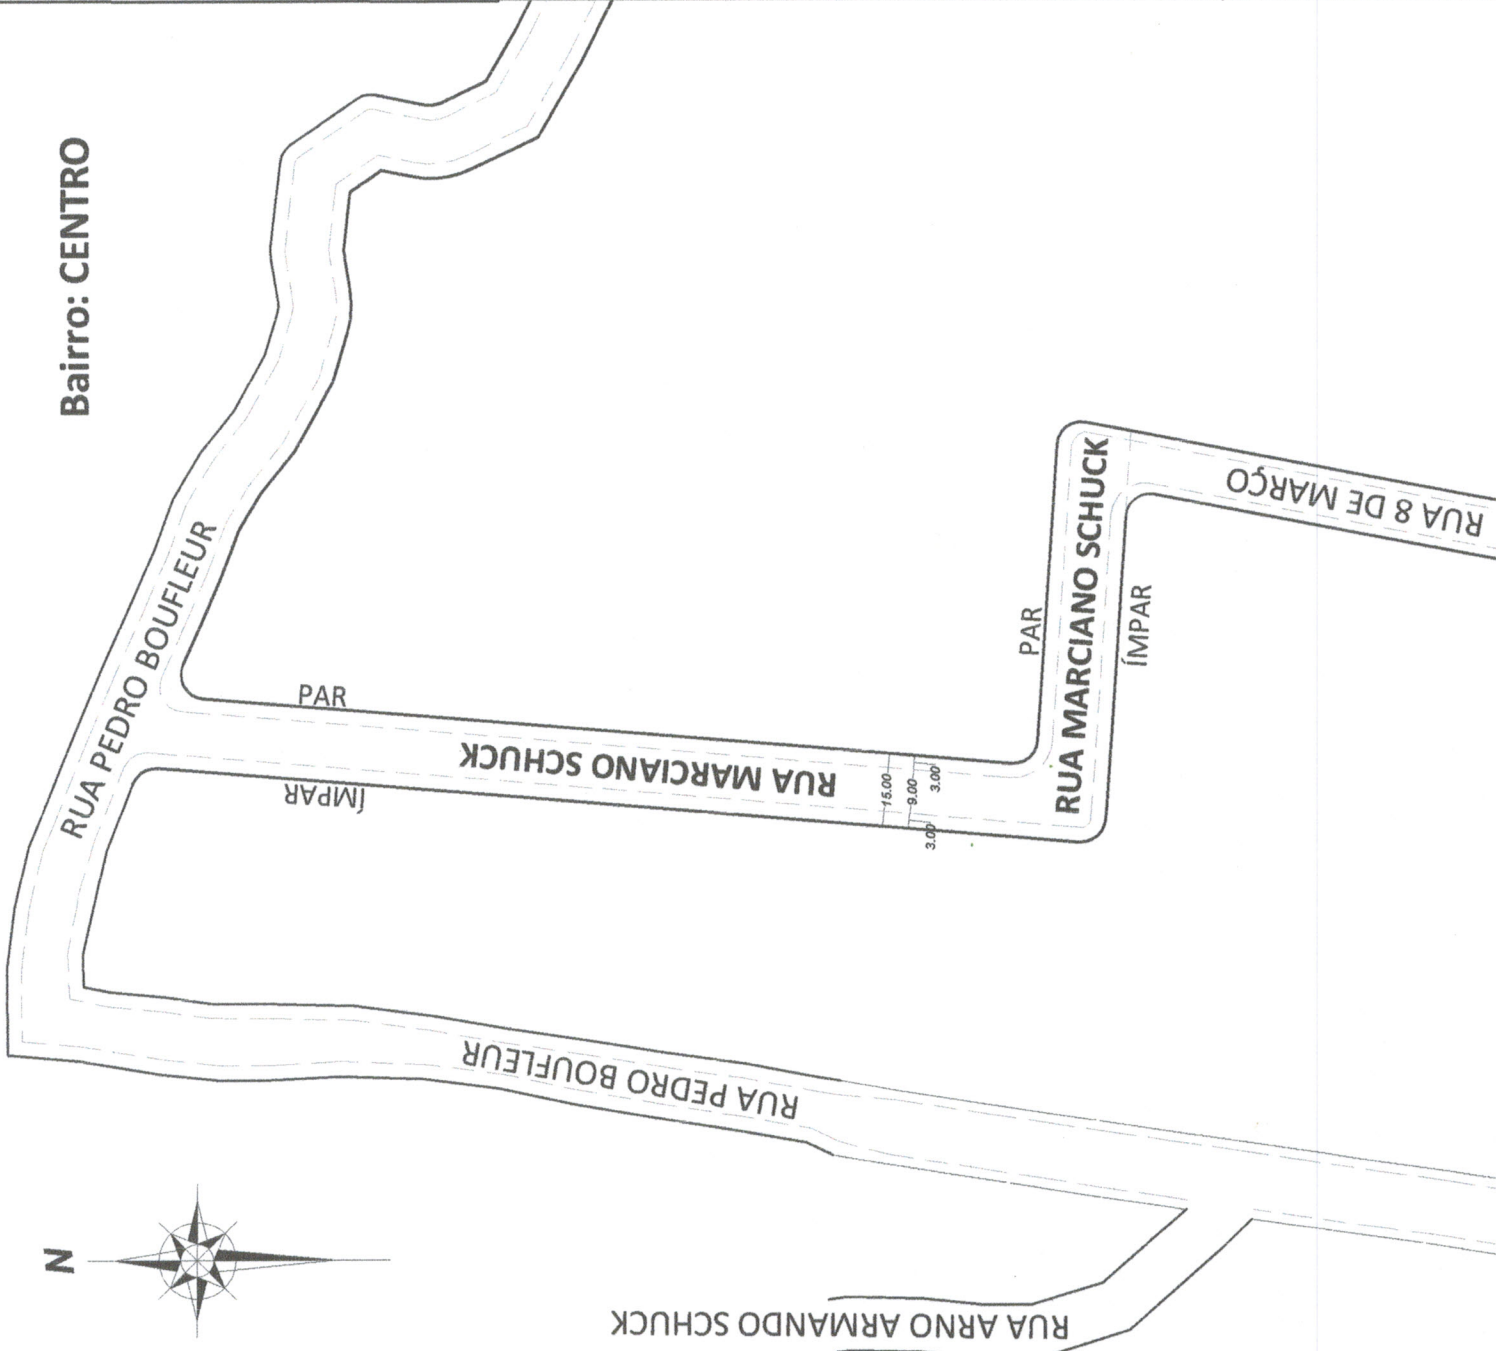 Bairro: CENTRO
RUA PEDRO BOUFLEUR
PAR
RUA MARCIANO SCHUCK
ÍMPAR
15.00
9.00
3.00
3.00
PAR
RUA MARCIANO SCHUCK
ÍMPAR
RUA 8 DE MARÇO
RUA PEDRO BOUFLEUR
N
RUA ARNO ARMANDO SCHUCK